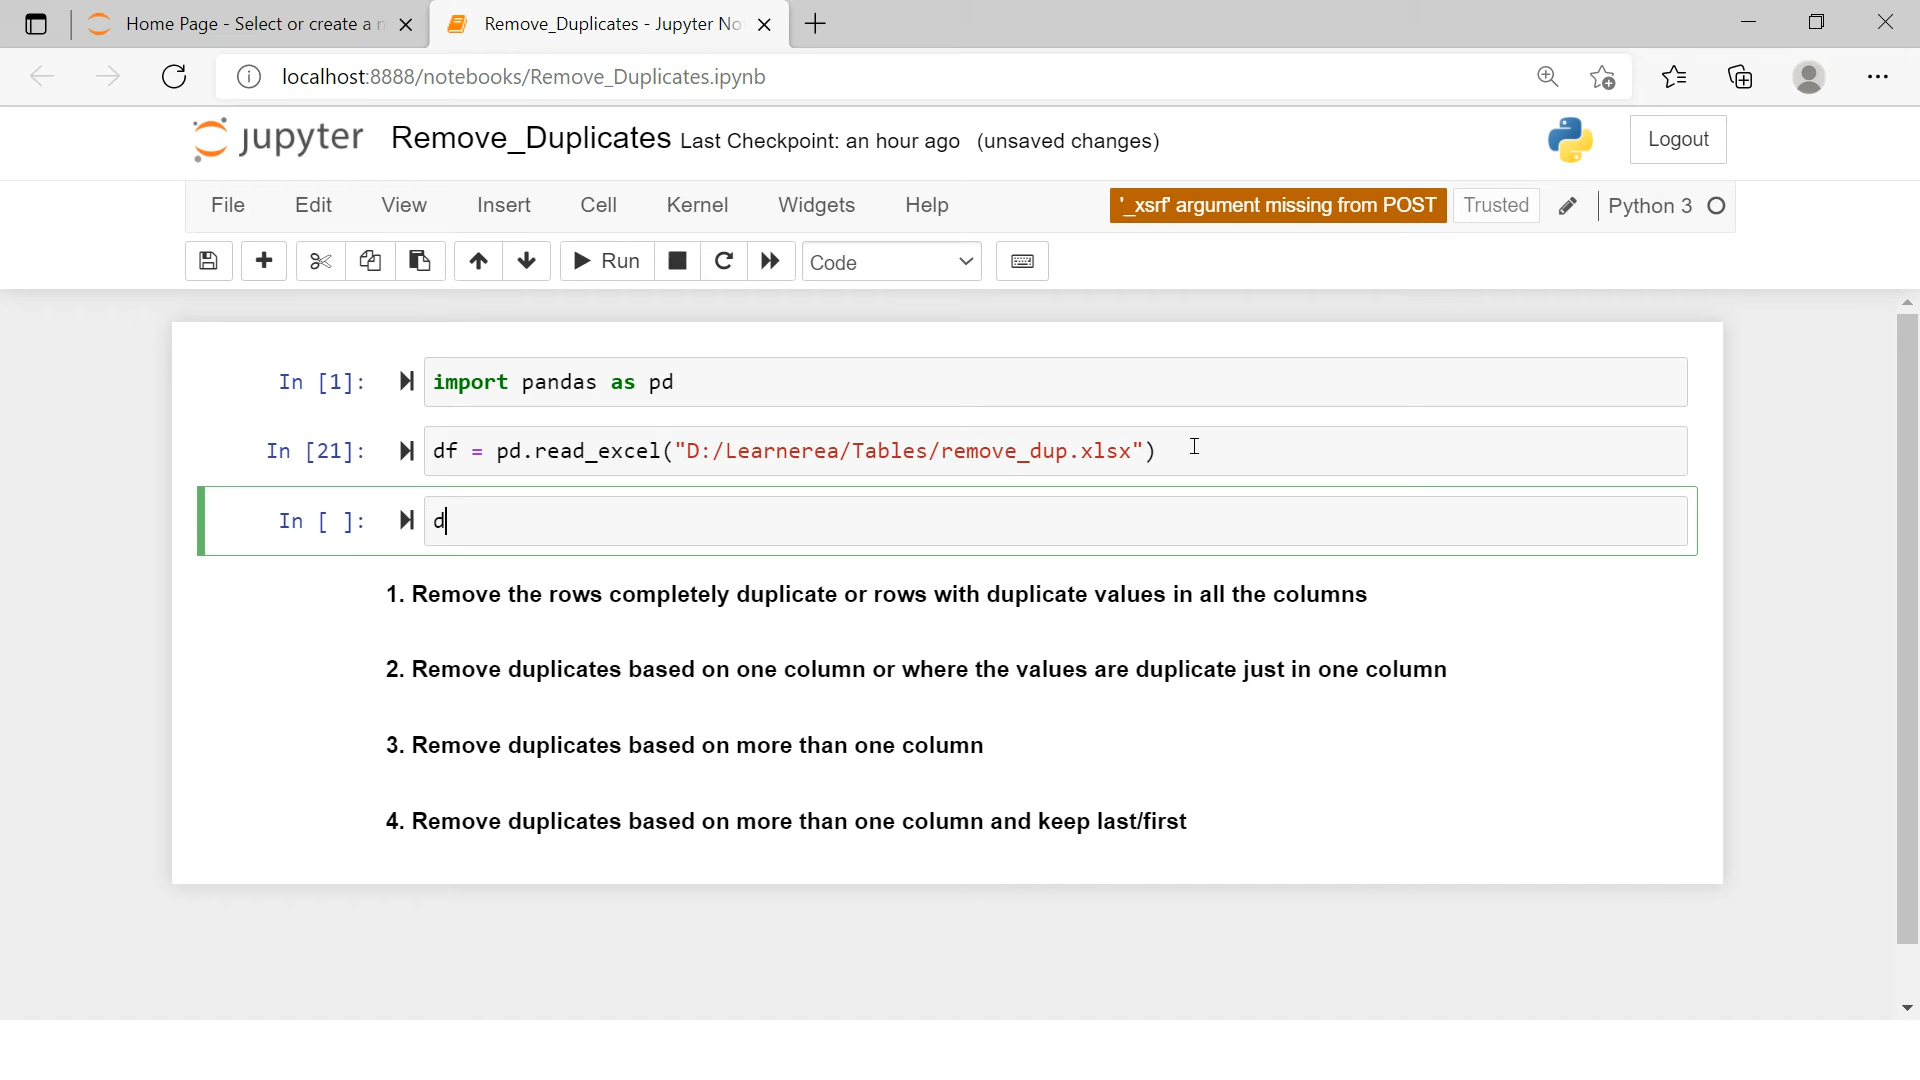 Home Page - Select or create a n
Remove_Duplicates - Jupyter No
localhost:8888/notebooks/Remove_Duplicates.ipynb
jupyter Remove_Duplicates Last Checkpoint: an hour ago (unsaved changes)
Logout
File Edit View Insert Cell Kernel Widgets Help
'_xsrf' argument missing from POST
Trusted
Python 3
Run
Code
In [1]: import pandas as pd
In [21]: df = pd.read_excel("D:/Learnerea/Tables/remove_dup.xlsx")
In [ ]: d
1. Remove the rows completely duplicate or rows with duplicate values in all the columns
2. Remove duplicates based on one column or where the values are duplicate just in one column
3. Remove duplicates based on more than one column
4. Remove duplicates based on more than one column and keep last/first